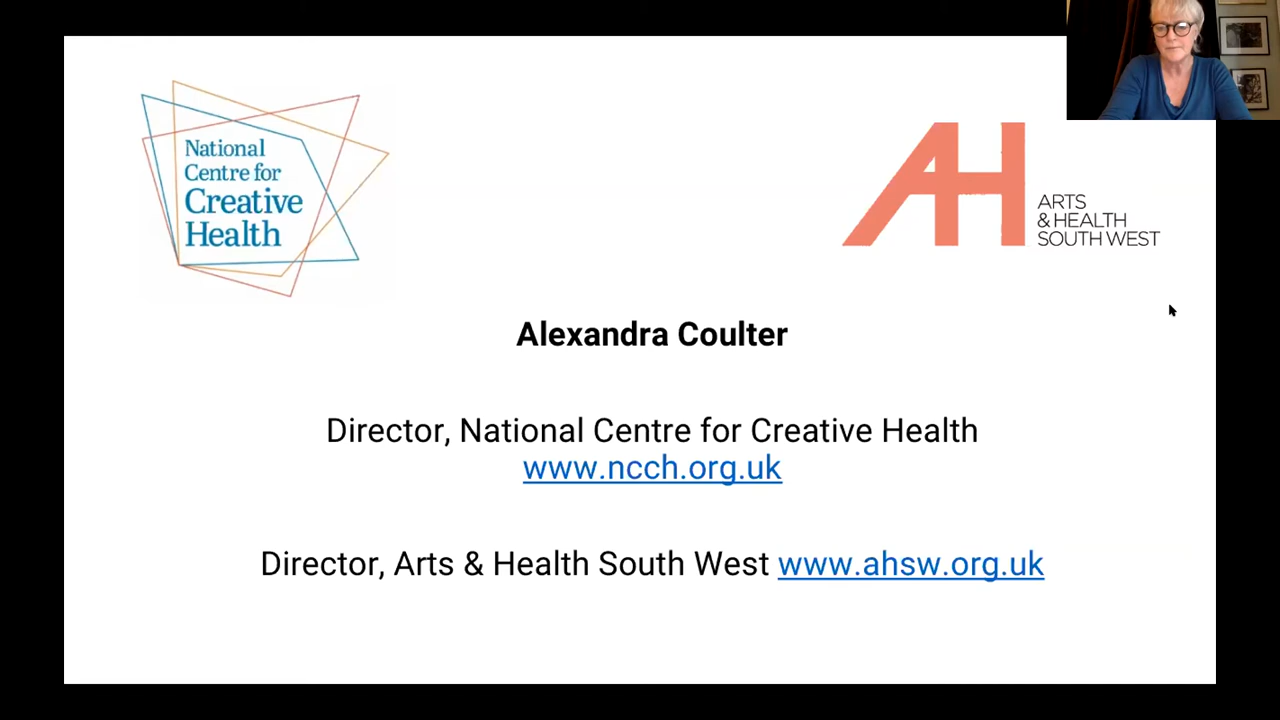 National
Centre for
Creative
Health
AH
ARTS
& HEALTH
SOUTH WEST
Alexandra Coulter
Director, National Centre for Creative Health
www.ncch.org.uk
Director, Arts & Health South West www.ahsw.org.uk